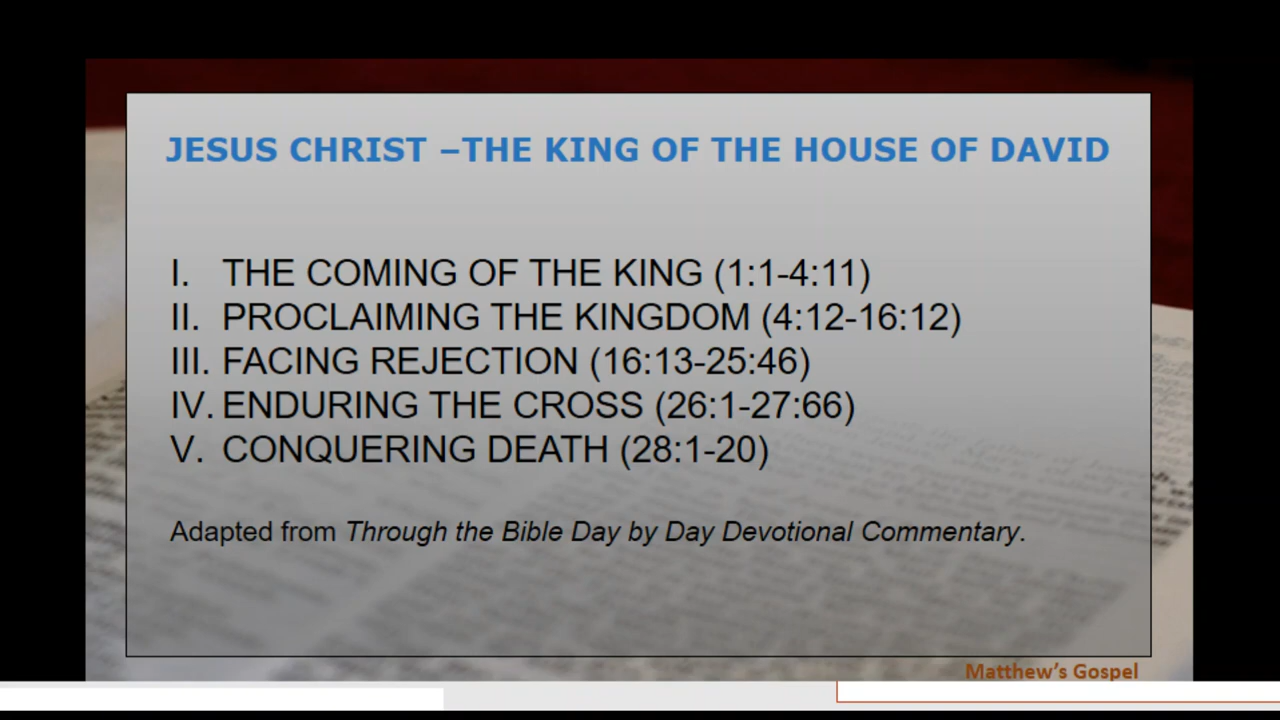 JESUS CHRIST –THE KING OF THE HOUSE OF DAVID
I. THE COMING OF THE KING (1:1-4:11)
II. PROCLAIMING THE KINGDOM (4:12-16:12)
III. FACING REJECTION (16:13-25:46)
IV. ENDURING THE CROSS (26:1-27:66)
V. CONQUERING DEATH (28:1-20)
Adapted from Through the Bible Day by Day Devotional Commentary.
Matthew’s Gospel